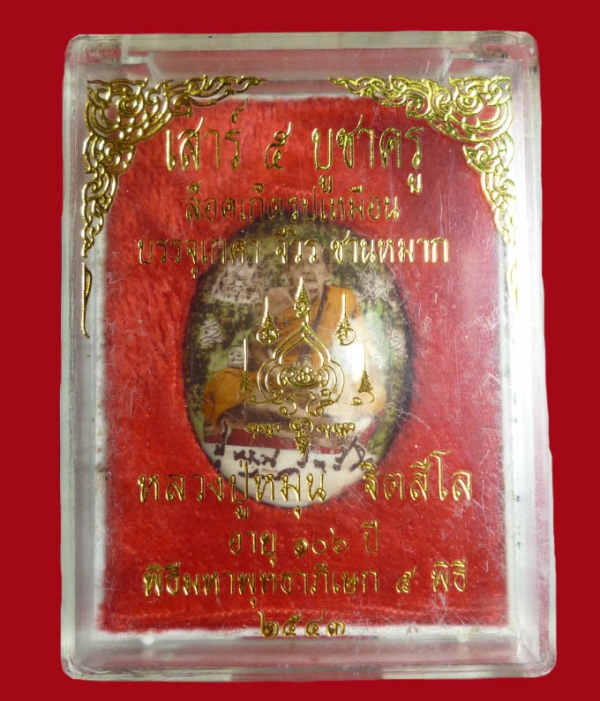 เสาร์ ๕ บูชาครู
ล๊อคเก็ตรูปเหมือน
บรรจุเกศา จีวร ชานหมาก
หลวงปู่หมุน ฐิตสีโล
อายุ ๑๐๖ ปี
พิธีมหาพุทธาภิเษก ๕ พิธี
๒๕๔๓